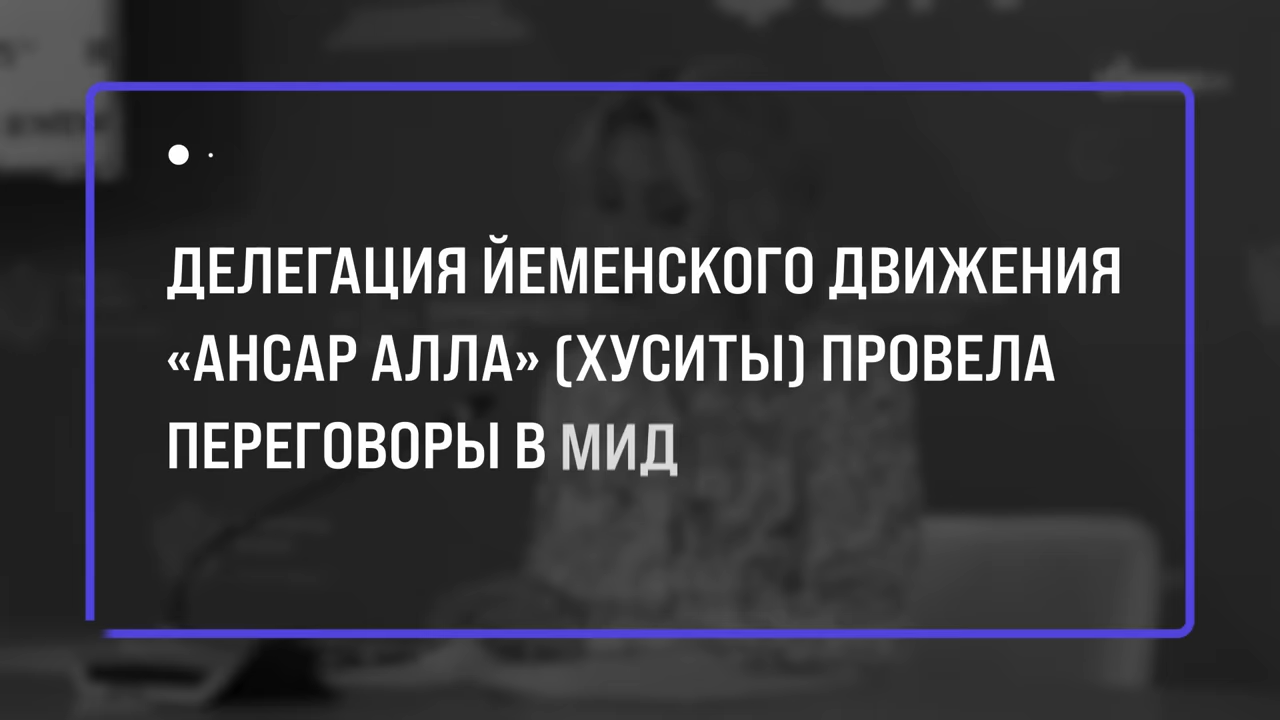 ДЕЛЕГАЦИЯ ЙЕМЕНСКОГО ДВИЖЕНИЯ
«АНСАР АЛЛА» (ХУСИТЫ) ПРОВЕЛА
ПЕРЕГОВОРЫ В МИД